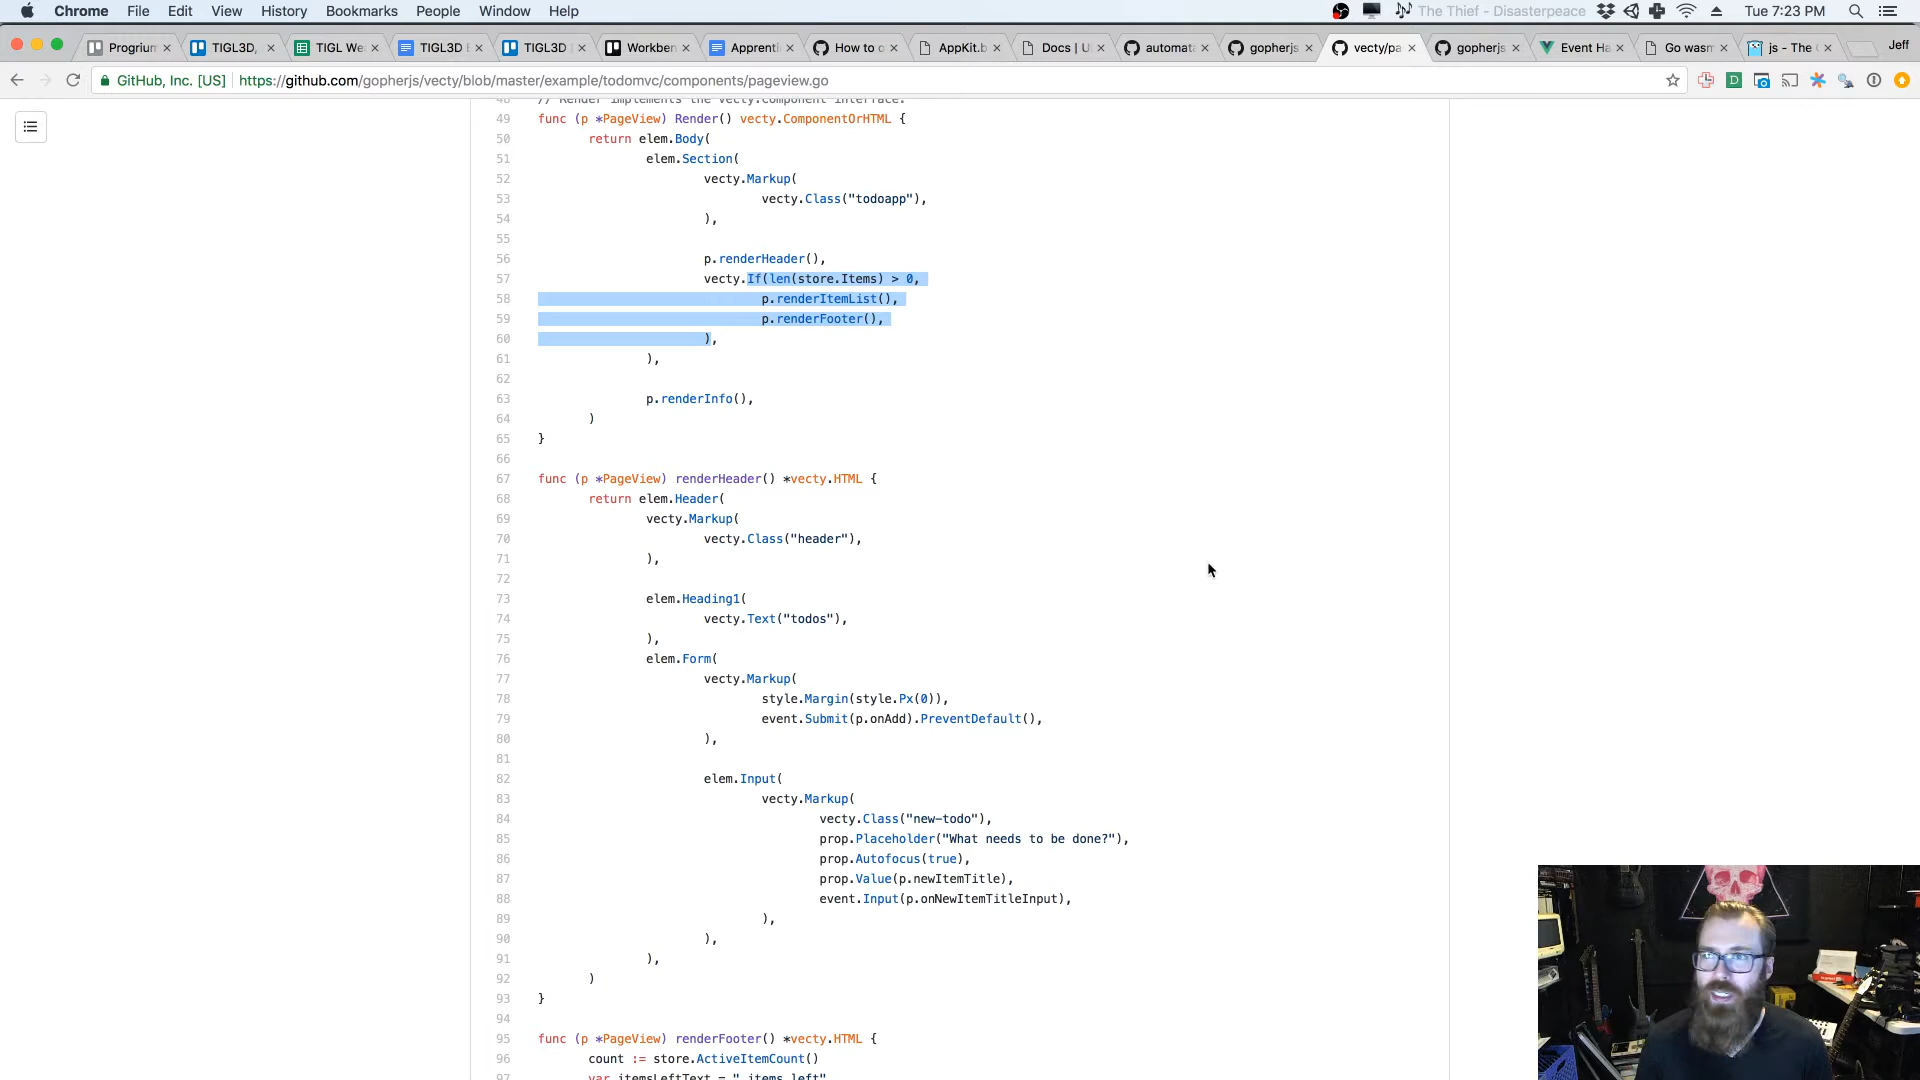 Chrome File Edit View History Bookmarks People Window Help The Thief - Disasterpeace Tue 7:23 PM
Progrium TIGL3D, TIGL We TIGL3D TIGL3D Workben Apprenti How to o AppKit.b Docs | U automata gopherjs vecty/pa gopherjs Event Ha Go wasm js - The Jeff
GitHub, Inc. [US] https://github.com/gopherjs/vecty/blob/master/example/todomvc/components/pageview.go
48 // Render implements the vecty.Component interface.
49 func (p *PageView) Render() vecty.ComponentOrHTML {
50 return elem.Body(
51 elem.Section(
52 vecty.Markup(
53 vecty.Class("todoapp"),
54 ),
55
56 p.renderHeader(),
57 vecty.If(len(store.Items) > 0,
58 p.renderItemList(),
59 p.renderFooter(),
60 ),
61 ),
62
63 p.renderInfo(),
64 )
65 }
66
67 func (p *PageView) renderHeader() *vecty.HTML {
68 return elem.Header(
69 vecty.Markup(
70 vecty.Class("header"),
71 ),
72
73 elem.Heading1(
74 vecty.Text("todos"),
75 ),
76 elem.Form(
77 vecty.Markup(
78 style.Margin(style.Px(0)),
79 event.Submit(p.onAdd).PreventDefault(),
80 ),
81
82 elem.Input(
83 vecty.Markup(
84 vecty.Class("new-todo"),
85 prop.Placeholder("What needs to be done?"),
86 prop.Autofocus(true),
87 prop.Value(p.newItemTitle),
88 event.Input(p.onNewItemTitleInput),
89 ),
90 ),
91 ),
92 )
93 }
94
95 func (p *PageView) renderFooter() *vecty.HTML {
96 count := store.ActiveItemCount()
97 var itemsLeftText = " items left"